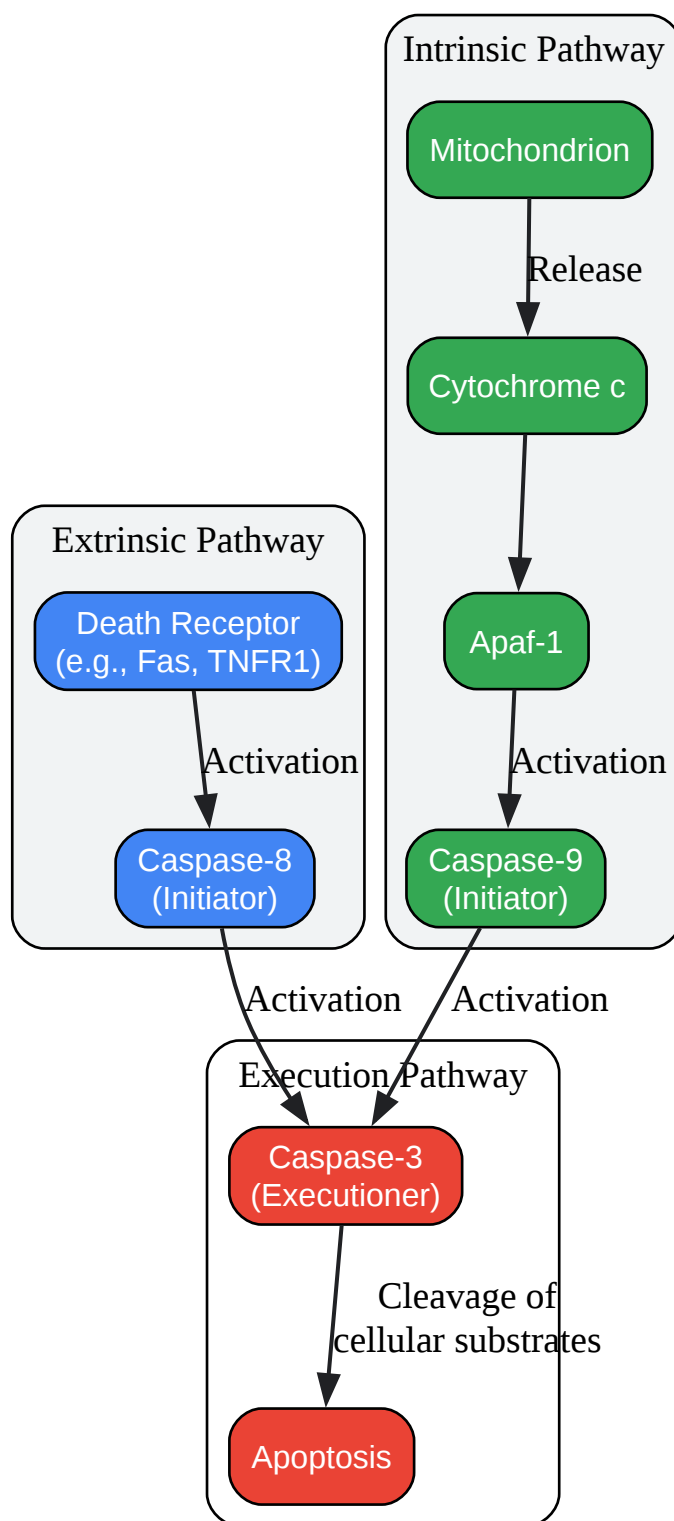 Intrinsic Pathway
Mitochondrion
Release
Cytochrome c
Extrinsic Pathway
Death Receptor
(e.g., Fas, TNFR1)
Apaf-1
Activation
Activation
Caspase-8
(Initiator)
Caspase-9
(Initiator)
Activation
Activation
Execution Pathway
Caspase-3
(Executioner)
Cleavage of
cellular substrates
Apoptosis